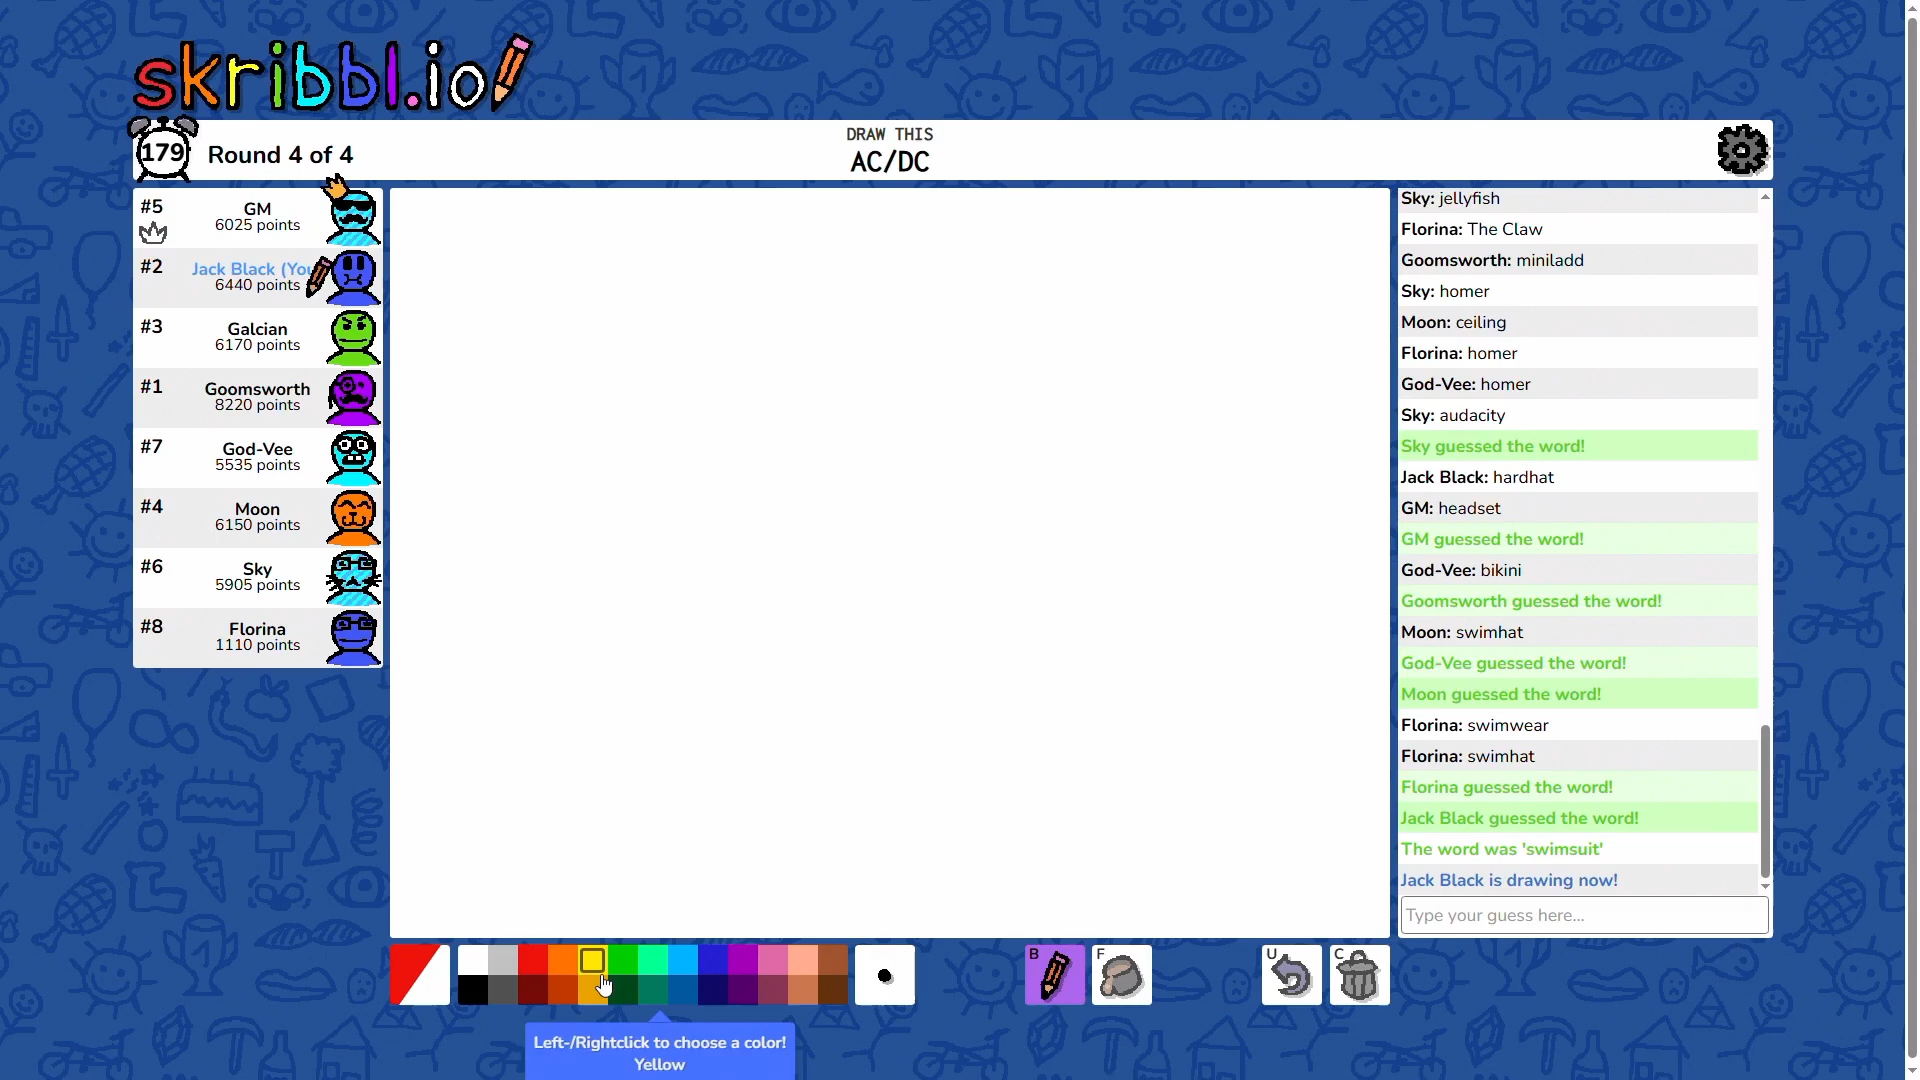 skribbl.io
179
Round 4 of 4
DRAW THIS
AC/DC
#5
GM
6025 points
#2
Jack Black (You
6440 points
#3
Galcian
6170 points
#1
Goomsworth
8220 points
#7
God-Vee
5535 points
#4
Moon
6150 points
#6
Sky
5905 points
#8
Florina
1110 points
Sky: jellyfish
Florina: The Claw
Goomsworth: miniladd
Sky: homer
Moon: ceiling
Florina: homer
God-Vee: homer
Sky: audacity
Sky guessed the word!
Jack Black: hardhat
GM: headset
GM guessed the word!
God-Vee: bikini
Goomsworth guessed the word!
Moon: swimhat
God-Vee guessed the word!
Moon guessed the word!
Florina: swimwear
Florina: swimhat
Florina guessed the word!
Jack Black guessed the word!
The word was 'swimsuit'
Jack Black is drawing now!
Type your guess here...
B
F
U
C
Left-/Rightclick to choose a color!
Yellow